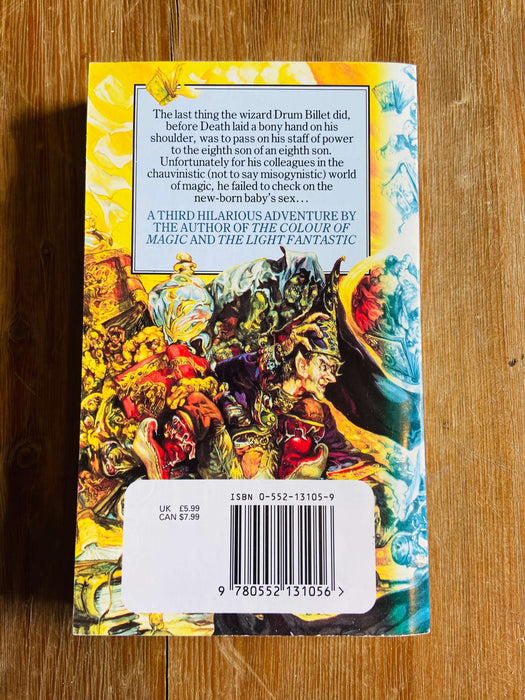 The last thing the wizard Drum Billet did,
before Death laid a bony hand on his
shoulder, was to pass on his staff of power
to the eighth son of an eighth son.
Unfortunately for his colleagues in the
chauvinistic (not to say misogynistic) world
of magic, he failed to check on the
new-born baby's sex...
A THIRD HILARIOUS ADVENTURE BY
THE AUTHOR OF THE COLOUR OF
MAGIC AND THE LIGHT FANTASTIC
ISBN 0-552-13105-9
UK £5.99
CAN $7.99
9 780552 131056 >